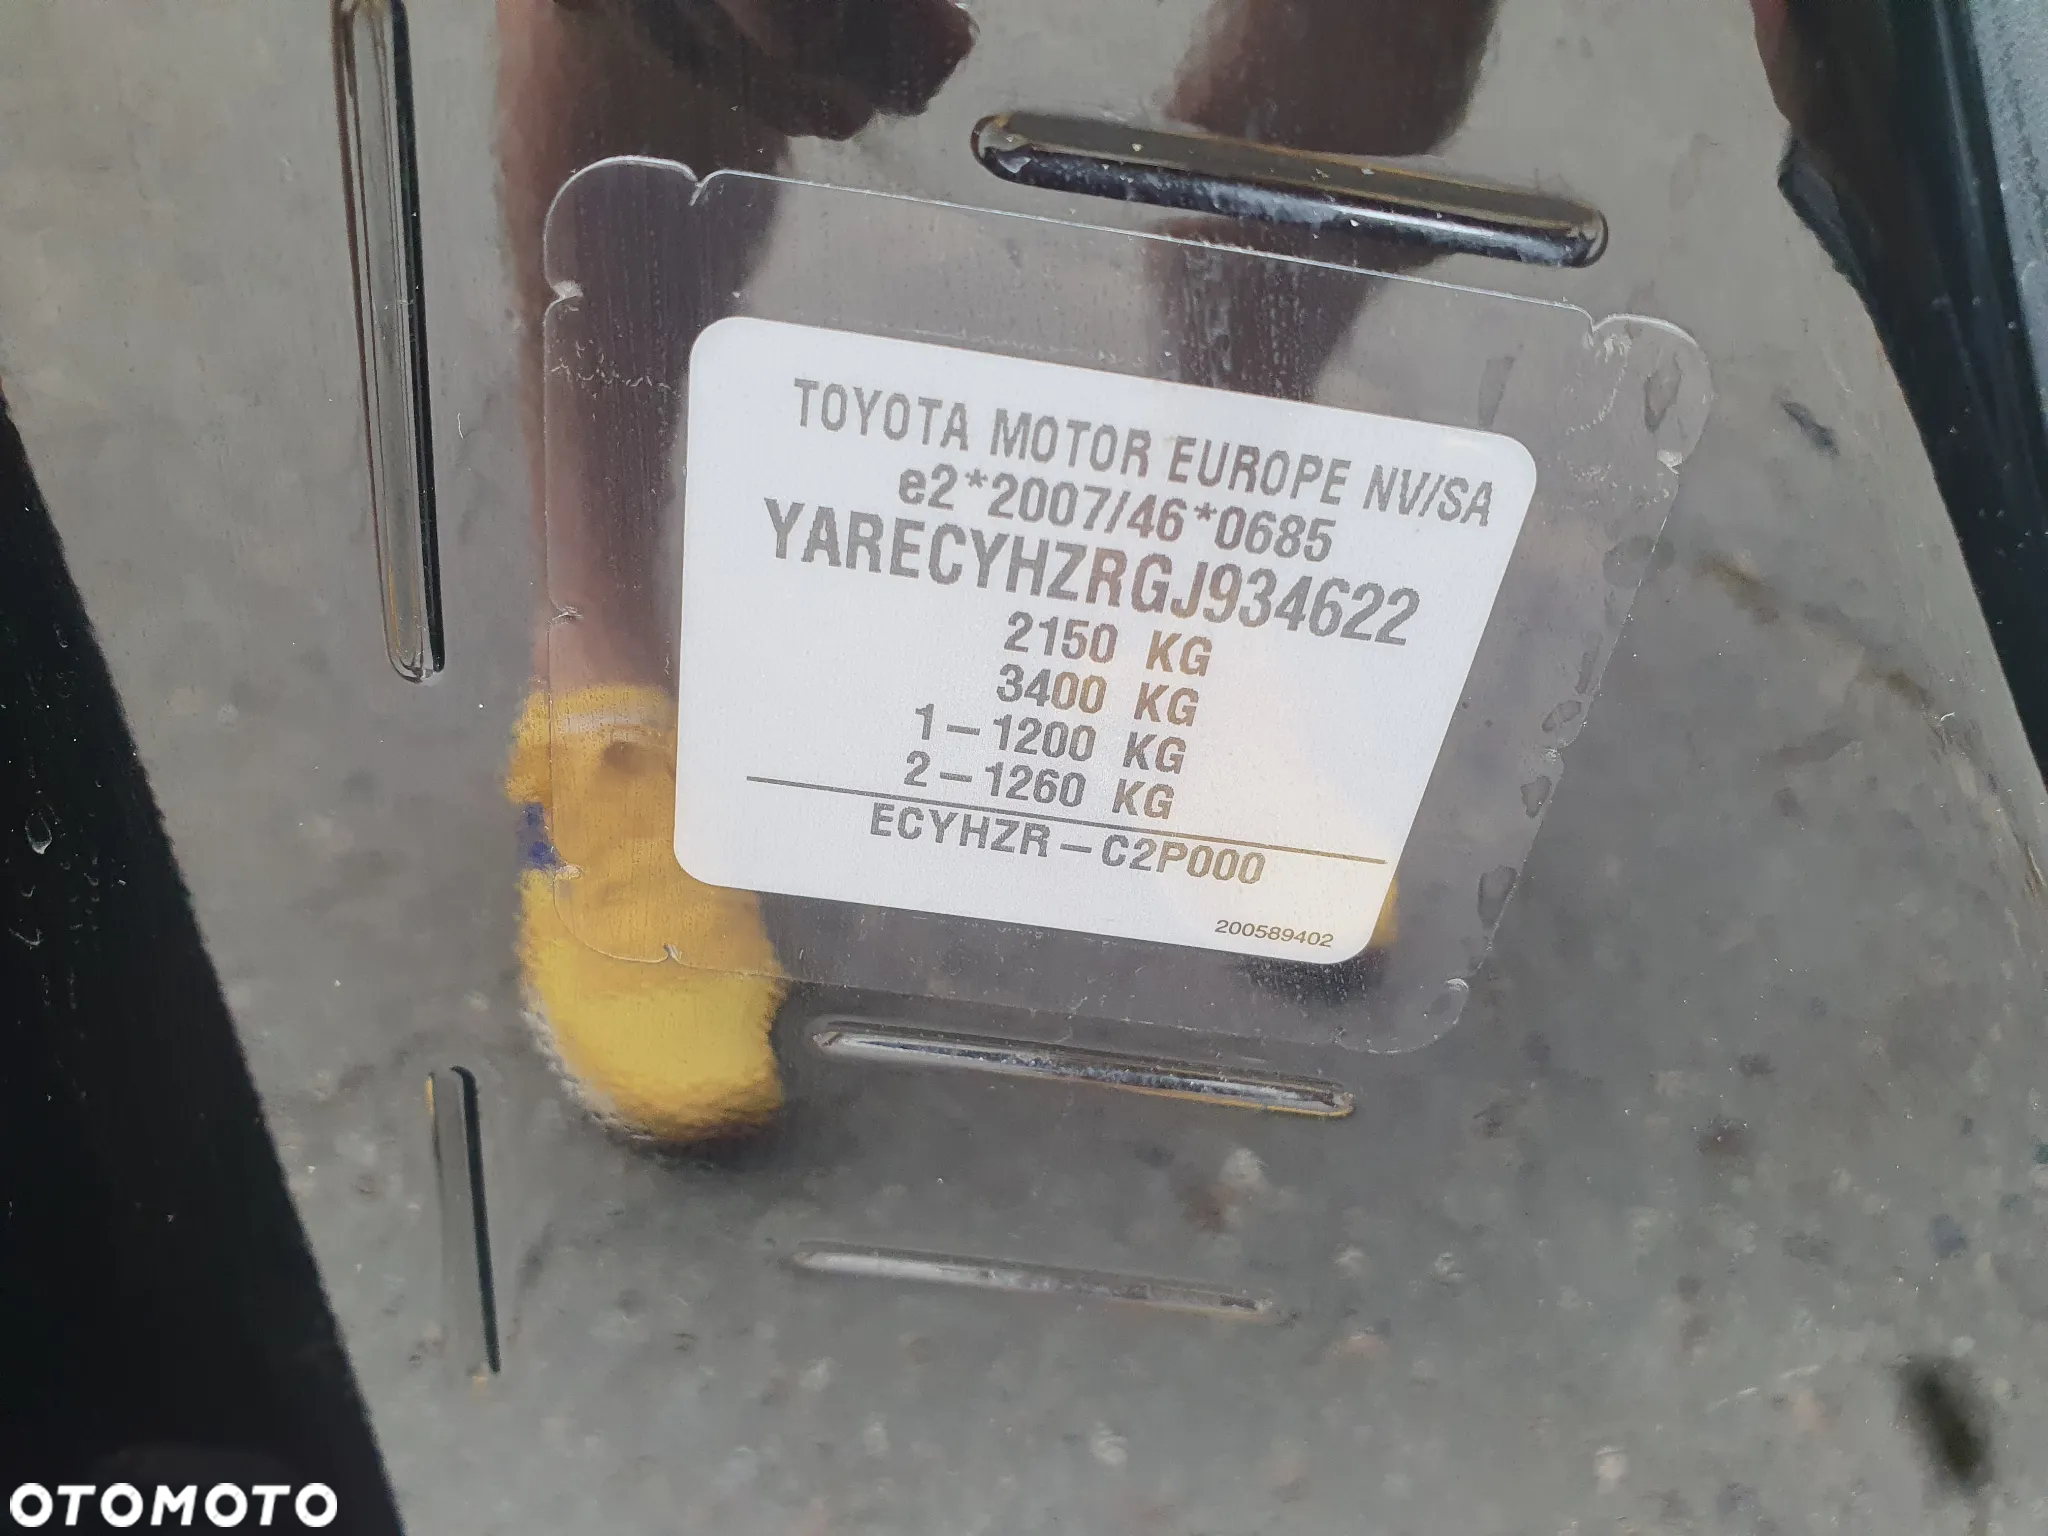 TOYOTA MOTOR EUROPE NV/SA
e2*2007/46*0685
YARECYHZRGJ934622
2150 KG
3400 KG
1-1200 KG
2-1260 KG
ECYHZR-C2P000
200589402
OTOMOTO